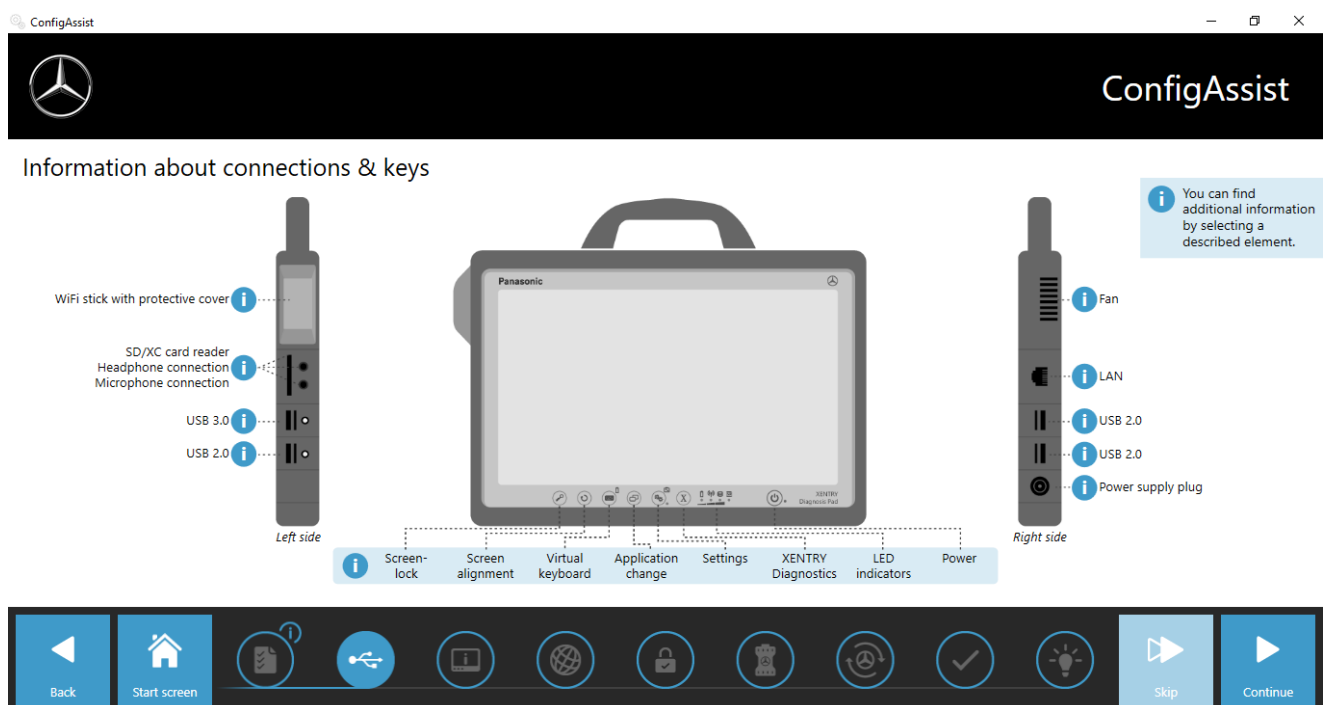 ConfigAssist
ConfigAssist
Information about connections & keys
You can find
additional information
by selecting a
described element.
WiFi stick with protective cover
SD/XC card reader
Headphone connection
Microphone connection
USB 3.0
USB 2.0
Left side
Panasonic
XENTRY
Diagnosis Pad
Fan
LAN
USB 2.0
USB 2.0
Power supply plug
Right side
Screen-
lock
Screen
alignment
Virtual
keyboard
Application
change
Settings
XENTRY
Diagnostics
LED
indicators
Power
Back
Start screen
Skip
Continue